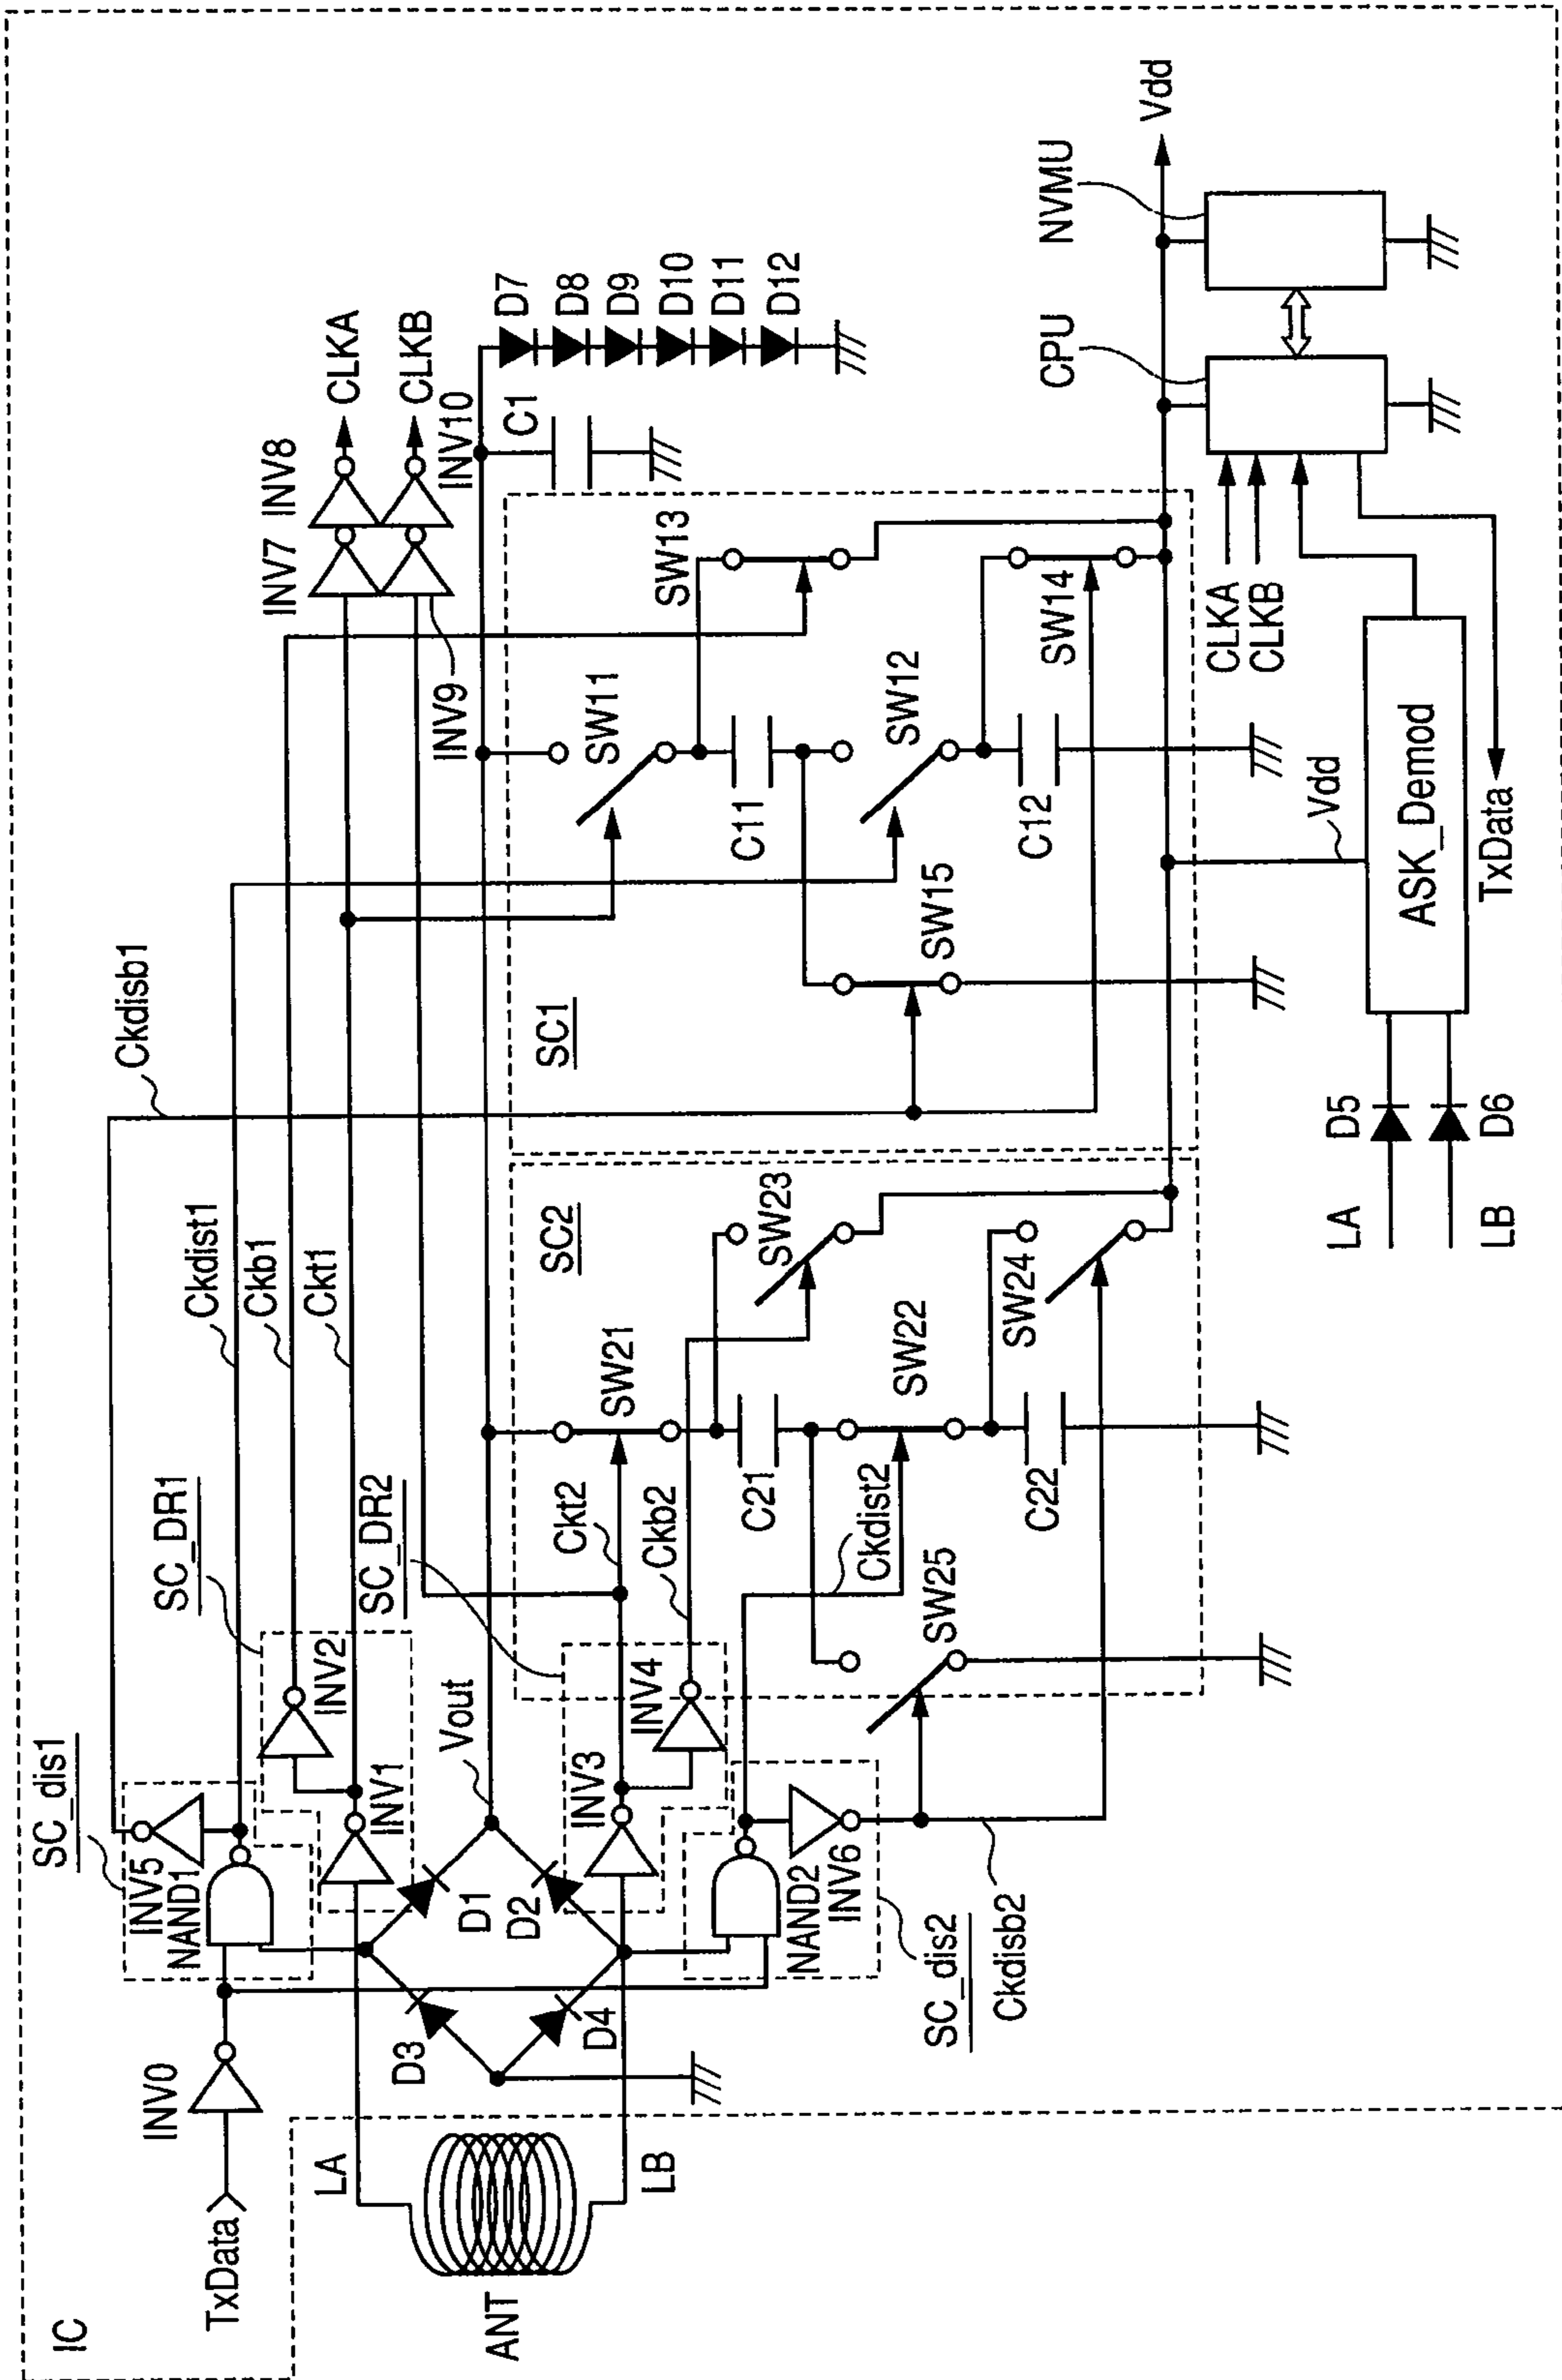 IC
TxData
INV0
ANT
LA
LB
SC_dis1
INV5
NAND1
SC_DR1
INV2
INV1
Ckdisb1
Ckdist1
Ckb1
Ckt1
D1
D2
D3
D4
Vout
SC_DR2
INV3
INV4
NAND2
INV6
SC_dis2
Ckdisb2
Ckt2
Ckb2
Ckdist2
SC2
SW21
SW22
SW23
SW24
SW25
C21
C22
SC1
SW11
SW12
SW13
SW14
SW15
C11
C12
INV7
INV8
INV9
INV10
CLKA
CLKB
C1
D7
D8
D9
D10
D11
D12
LA
LB
D5
D6
ASK_Demod
Vdd
TxData
CLKA
CLKB
CPU
NVMU
Vdd